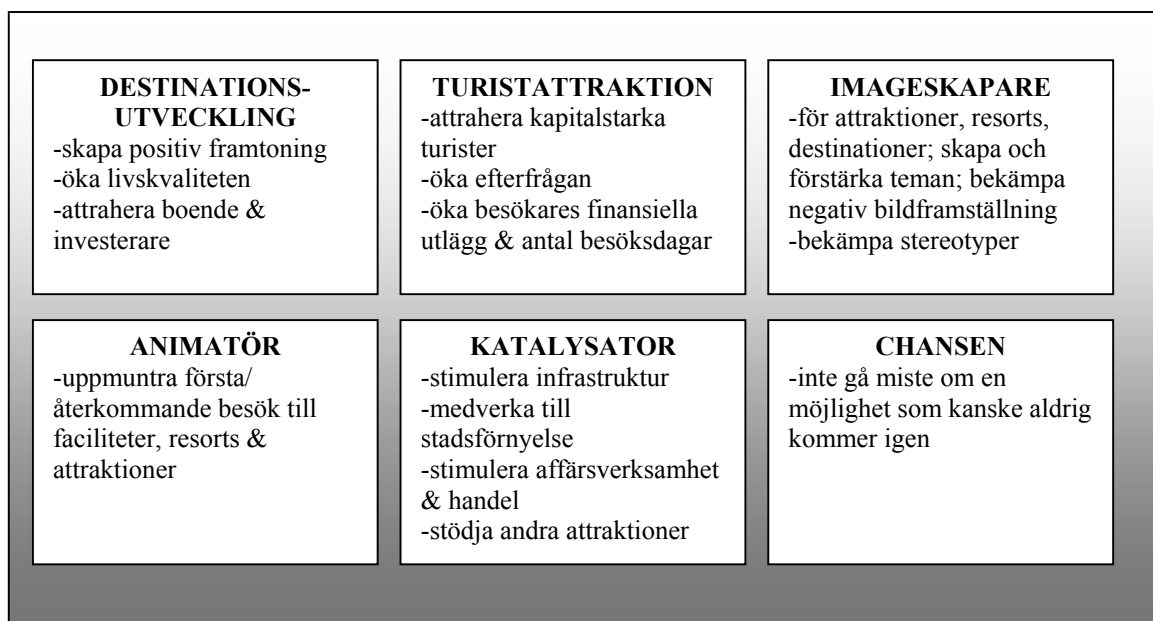 DESTINATIONS-
UTVECKLING
-skapa positiv framtoning
-öka livskvaliteten
-attrahera boende &
investerare
TURISTATTRAKTION
-attrahera kapitalstarka
turister
-öka efterfrågan
-öka besökares finansiella
utlägg & antal besöksdagar
IMAGESKAPARE
-för attraktioner, resorts,
destinationer; skapa och
förstärka teman; bekämpa
negativ bildframställning
-bekämpa stereotyper
ANIMATÖR
-uppmuntra första/
återkommande besök till
faciliteter, resorts &
attraktioner
KATALYSATOR
-stimulera infrastruktur
-medverka till
stadsförnyelse
-stimulera affärsverksamhet
& handel
-stödja andra attraktioner
CHANSEN
-inte gå miste om en
möjlighet som kanske aldrig
kommer igen